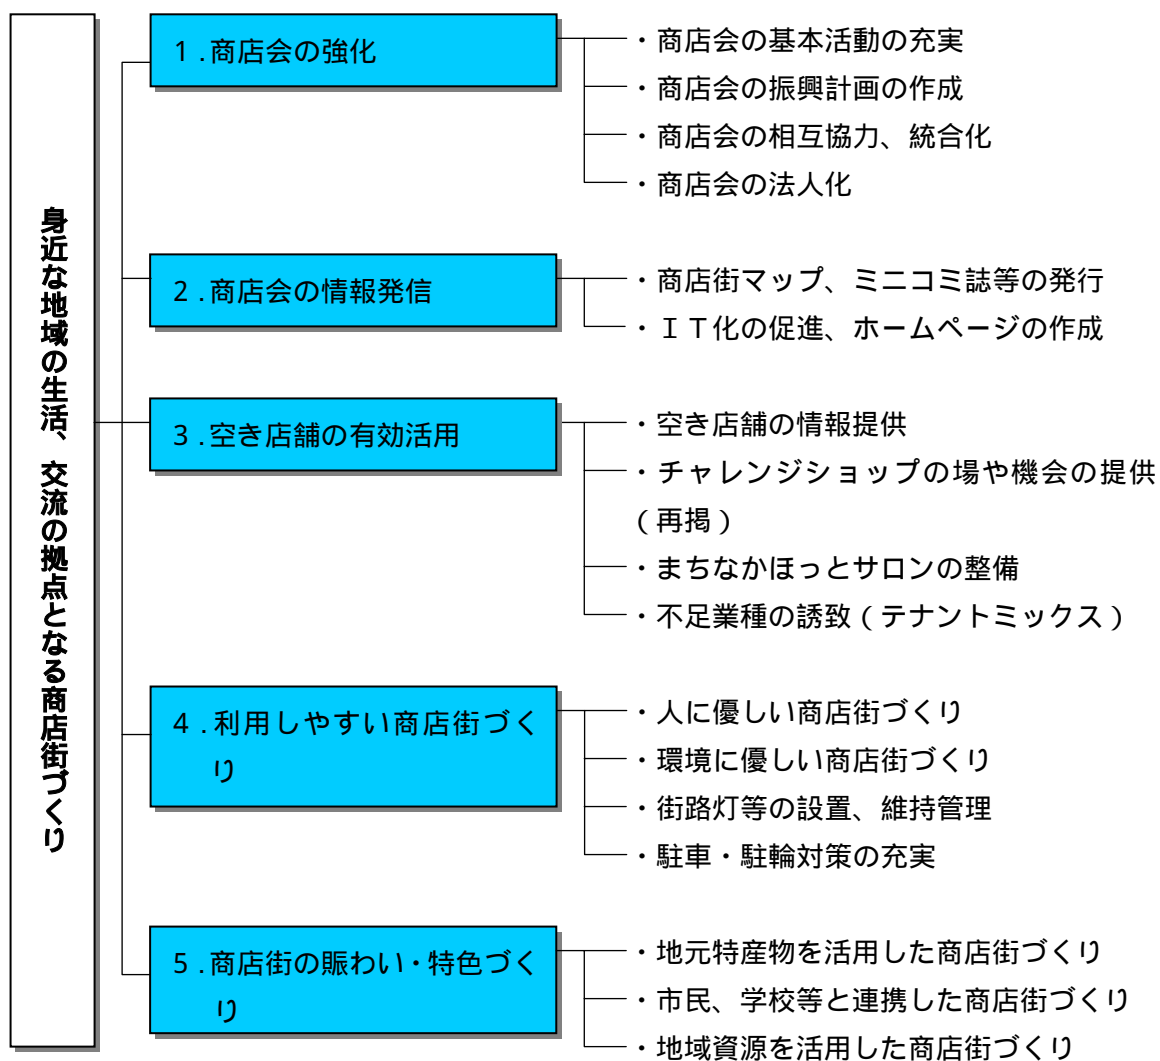 身近な地域の生活、交流の拠点となる商店街づくり
１.商店会の強化
・商店会の基本活動の充実
・商店会の振興計画の作成
・商店会の相互協力、統合化
・商店会の法人化
２.商店会の情報発信
・商店街マップ、ミニコミ誌等の発行
・ＩＴ化の促進、ホームページの作成
３.空き店舗の有効活用
・空き店舗の情報提供
・チャレンジショップの場や機会の提供
（再掲）
・まちなかほっとサロンの整備
・不足業種の誘致（テナントミックス）
４.利用しやすい商店街づく
り
・人に優しい商店街づくり
・環境に優しい商店街づくり
・街路灯等の設置、維持管理
・駐車・駐輪対策の充実
５.商店街の賑わい・特色づく
り
・地元特産物を活用した商店街づくり
・市民、学校等と連携した商店街づくり
・地域資源を活用した商店街づくり